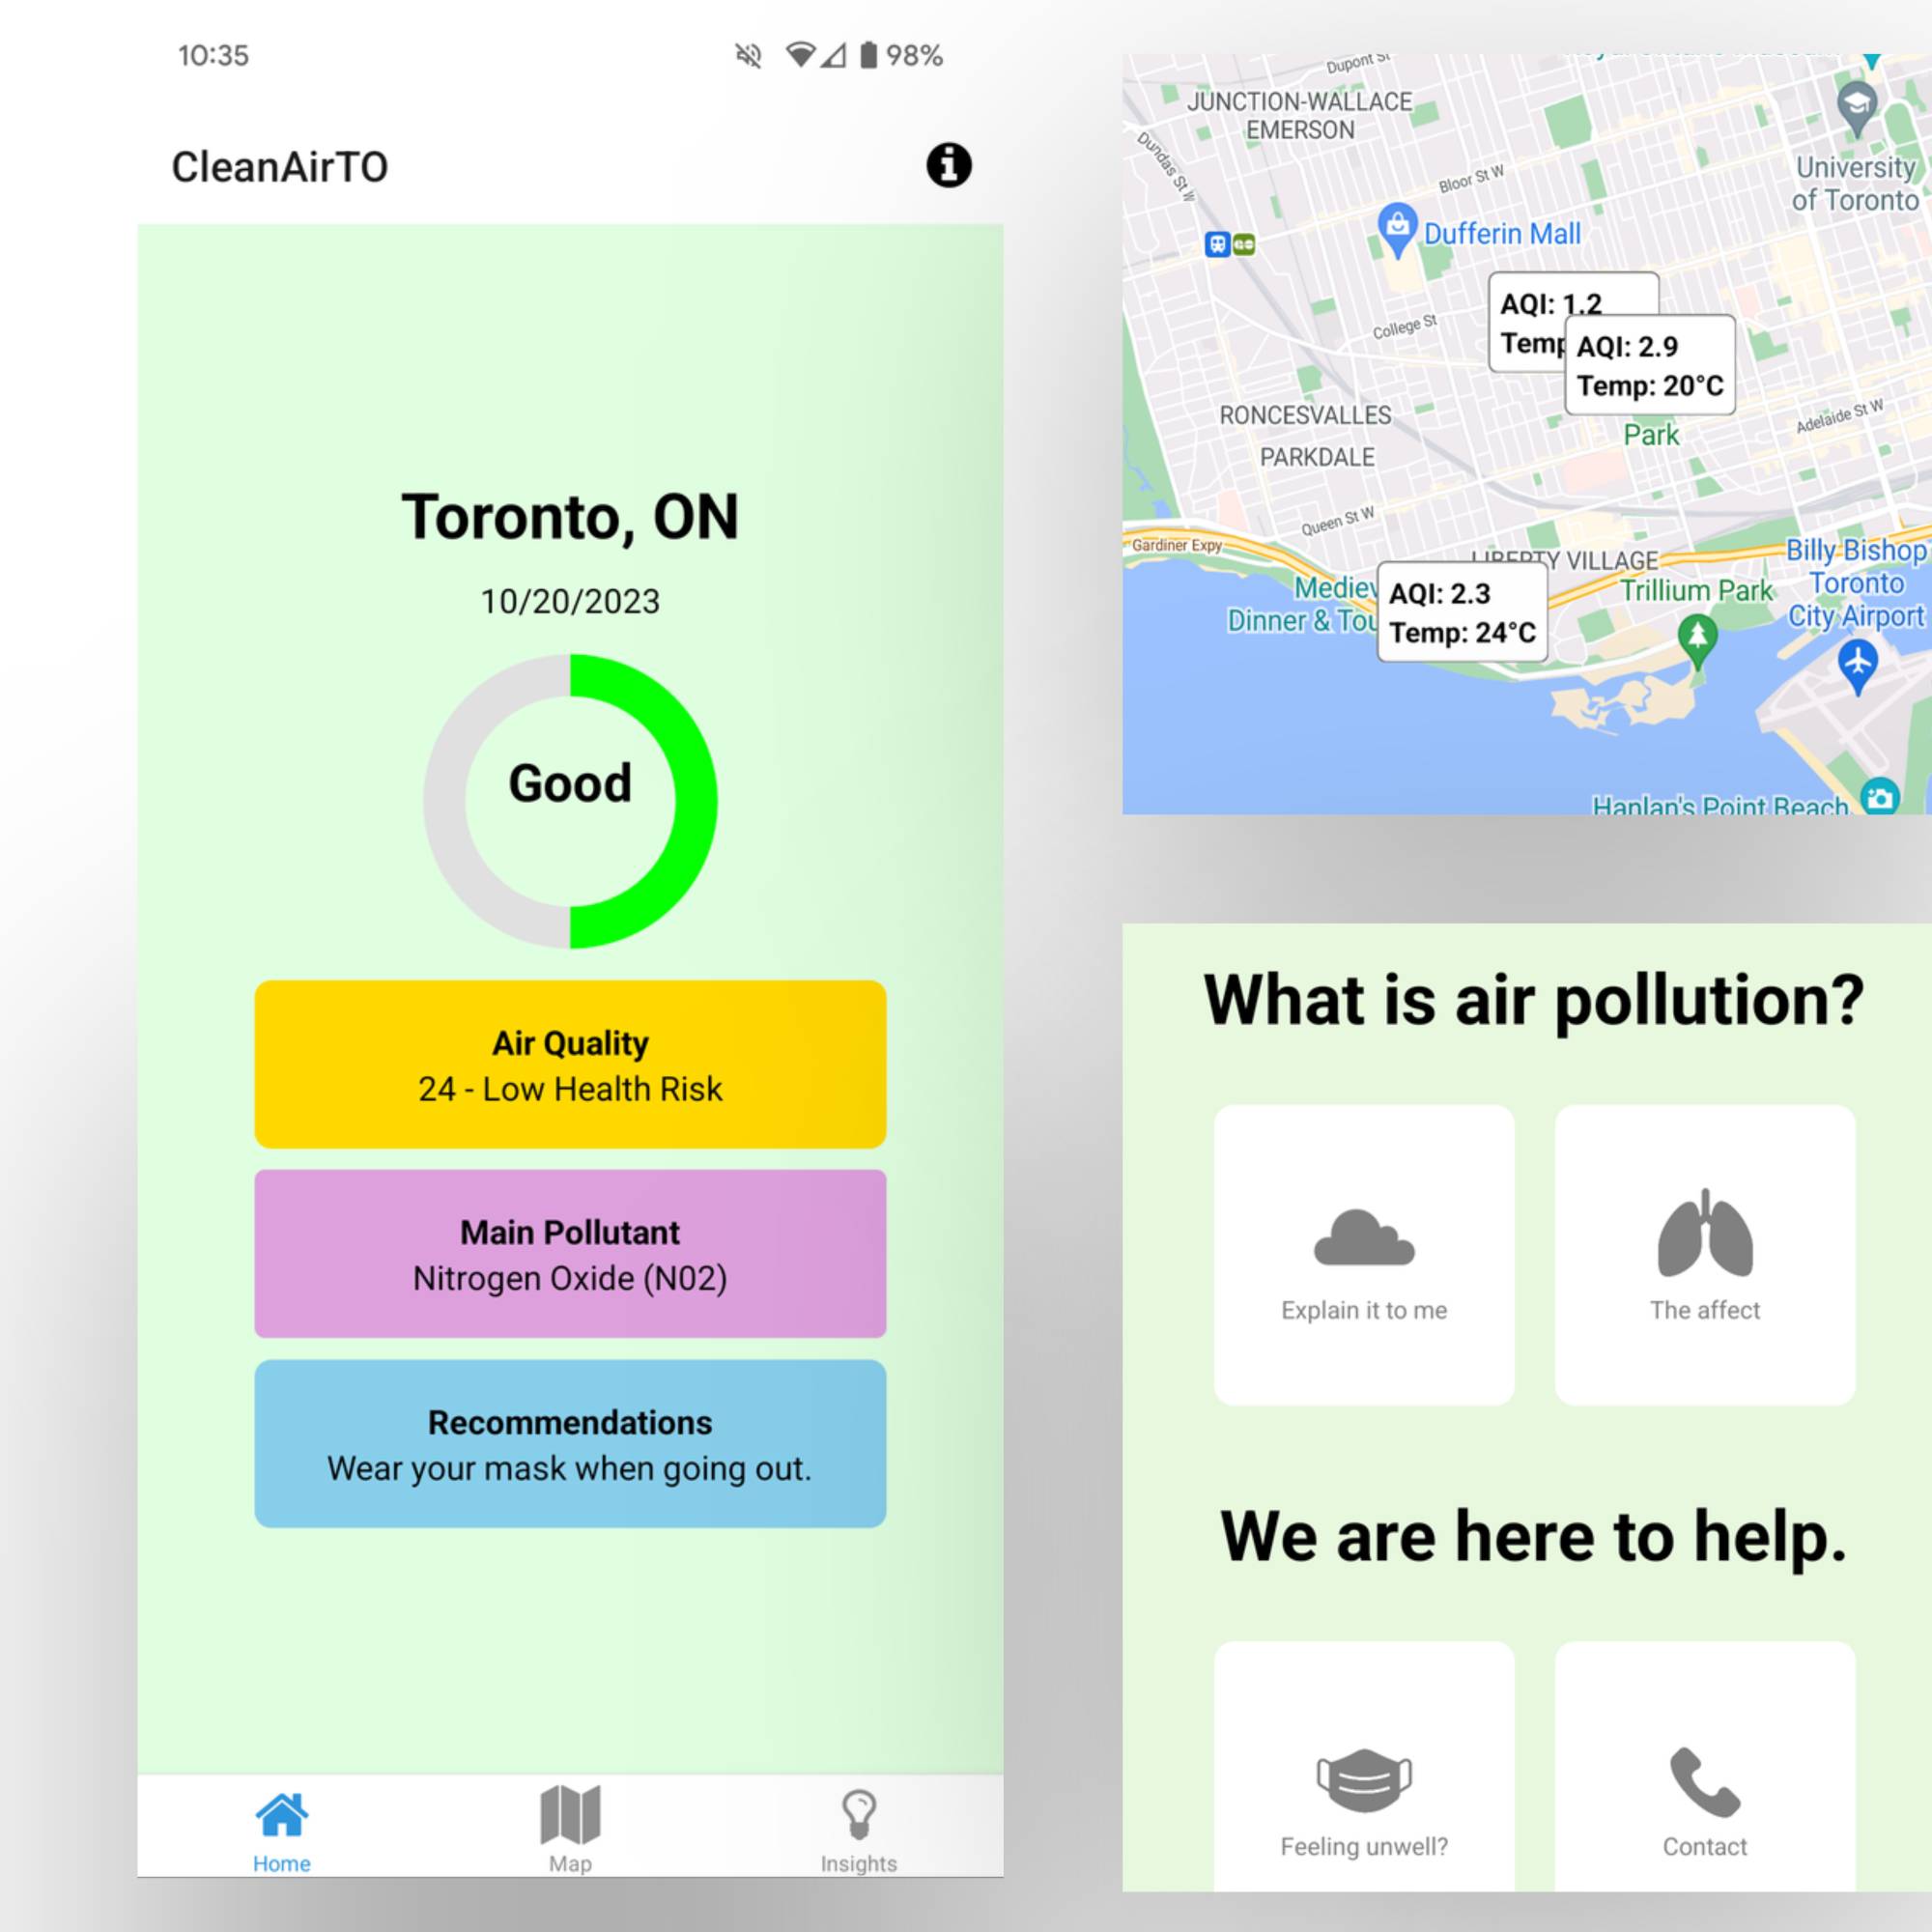 10:35
98%
CleanAirTO
Toronto, ON
10/20/2023
Good
Air Quality
24 - Low Health Risk
Main Pollutant
Nitrogen Oxide (N02)
Recommendations
Wear your mask when going out.
Home
Map
Insights
Dupont St
JUNCTION-WALLACE
EMERSON
Dundas St W
Bloor St W
University
of Toronto
Dufferin Mall
AQI: 1.2
Temp
AQI: 2.9
Temp: 20°C
College St
RONCESVALLES
PARKDALE
Park
Adelaide St W
Queen St W
Gardiner Expy
LIBERTY VILLAGE
Billy Bishop
Toronto
City Airport
Trillium Park
Mediev
Dinner & Tou
AQI: 2.3
Temp: 24°C
Hanlan's Point Beach
What is air pollution?
Explain it to me
The affect
We are here to help.
Feeling unwell?
Contact